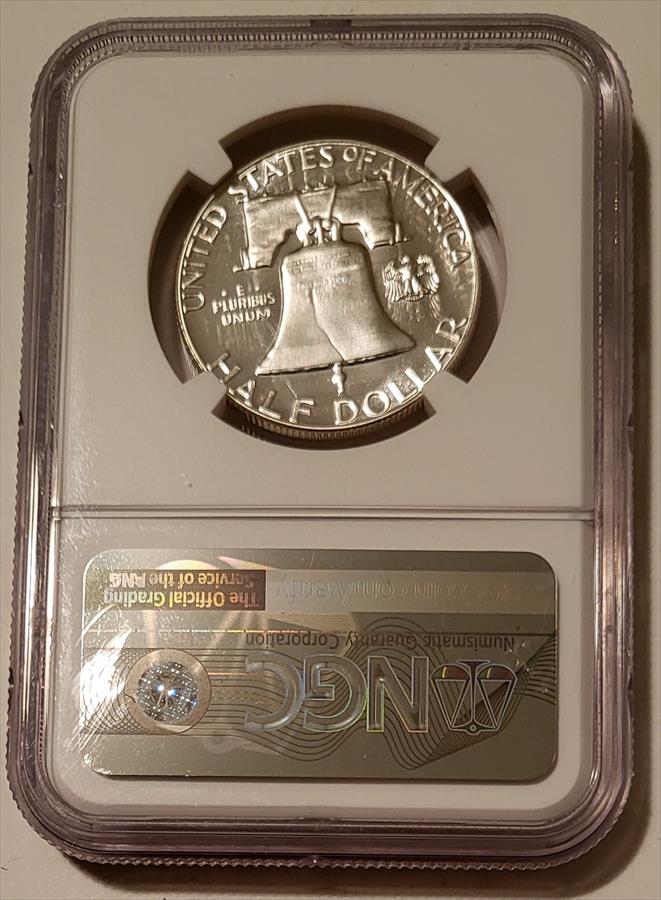 UNITED STATES OF AMERICA
E
PLURIBUS
UNUM
HALF DOLLAR
NGC
Numismatic Guaranty Corporation
The Official Grading
Service of the ANA